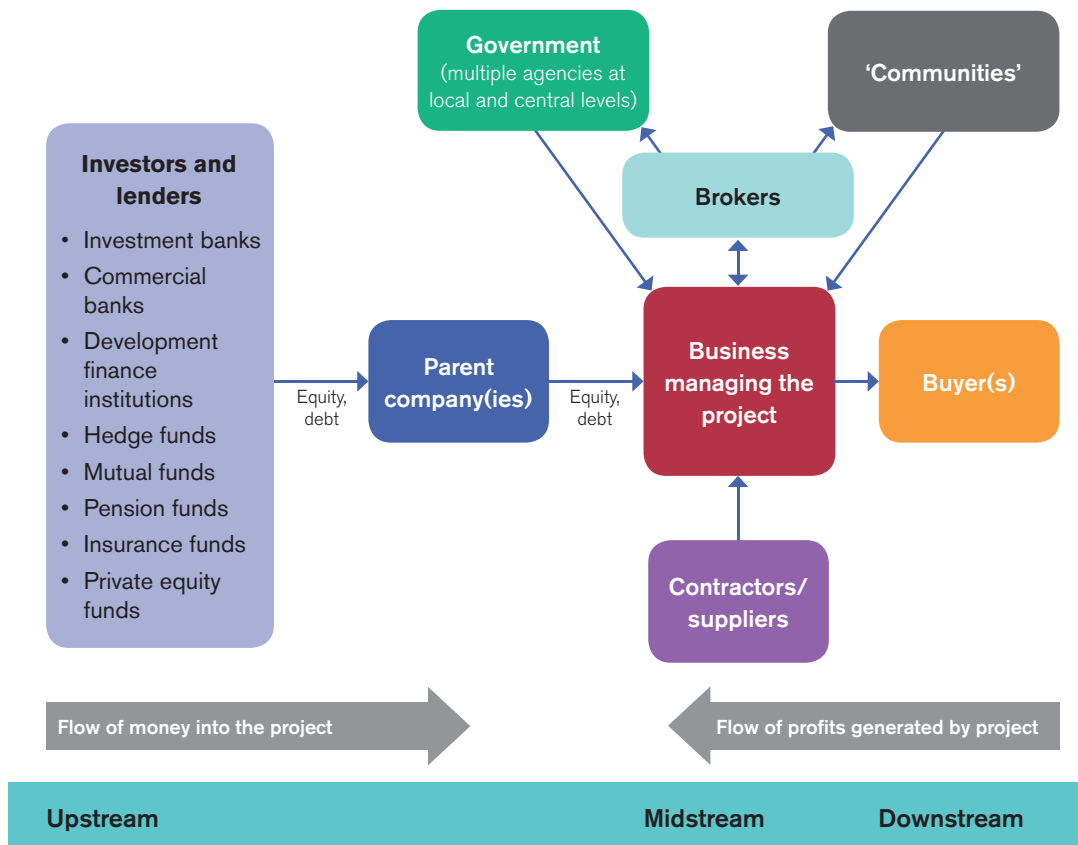 Government
(multiple agencies at
local and central levels)
‘Communities’
Investors and
lenders
• Investment banks
• Commercial
banks
• Development
finance
institutions
• Hedge funds
• Mutual funds
• Pension funds
• Insurance funds
• Private equity
funds
Brokers
Equity,
debt
Parent
company(ies)
Equity,
debt
Business
managing the
project
Buyer(s)
Contractors/
suppliers
Flow of money into the project
Flow of profits generated by project
Upstream
Midstream
Downstream